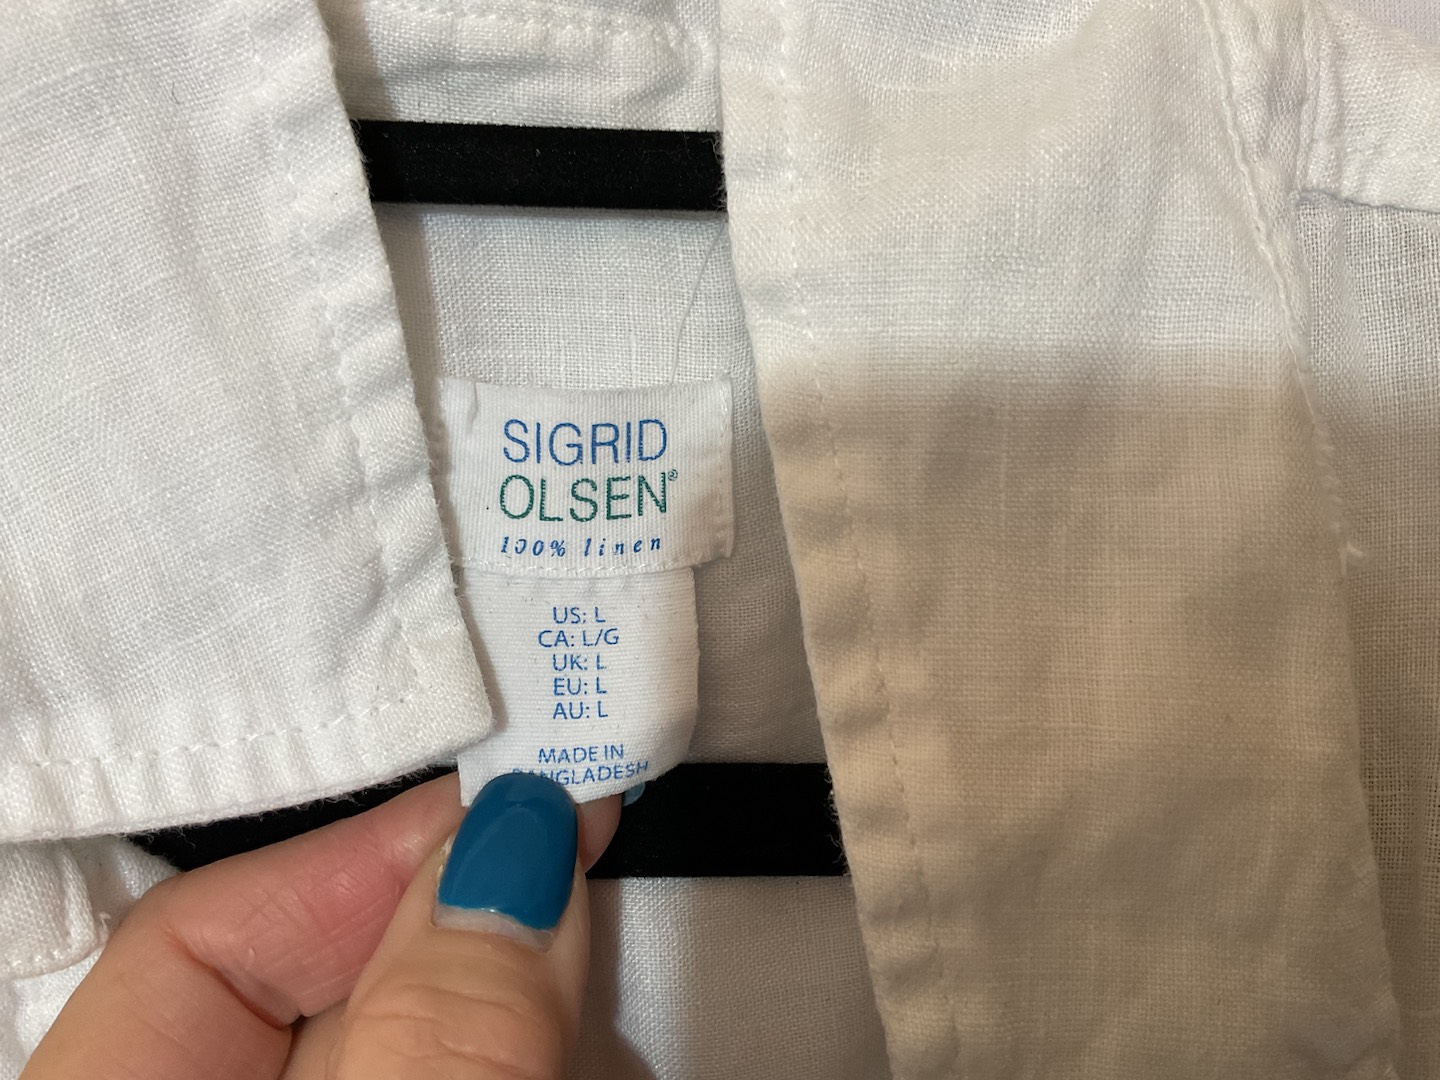 SIGRID
OLSEN®
100% linen
US: L
CA: L/G
UK: L
EU: L
AU: L
MADE IN
BANGLADESH